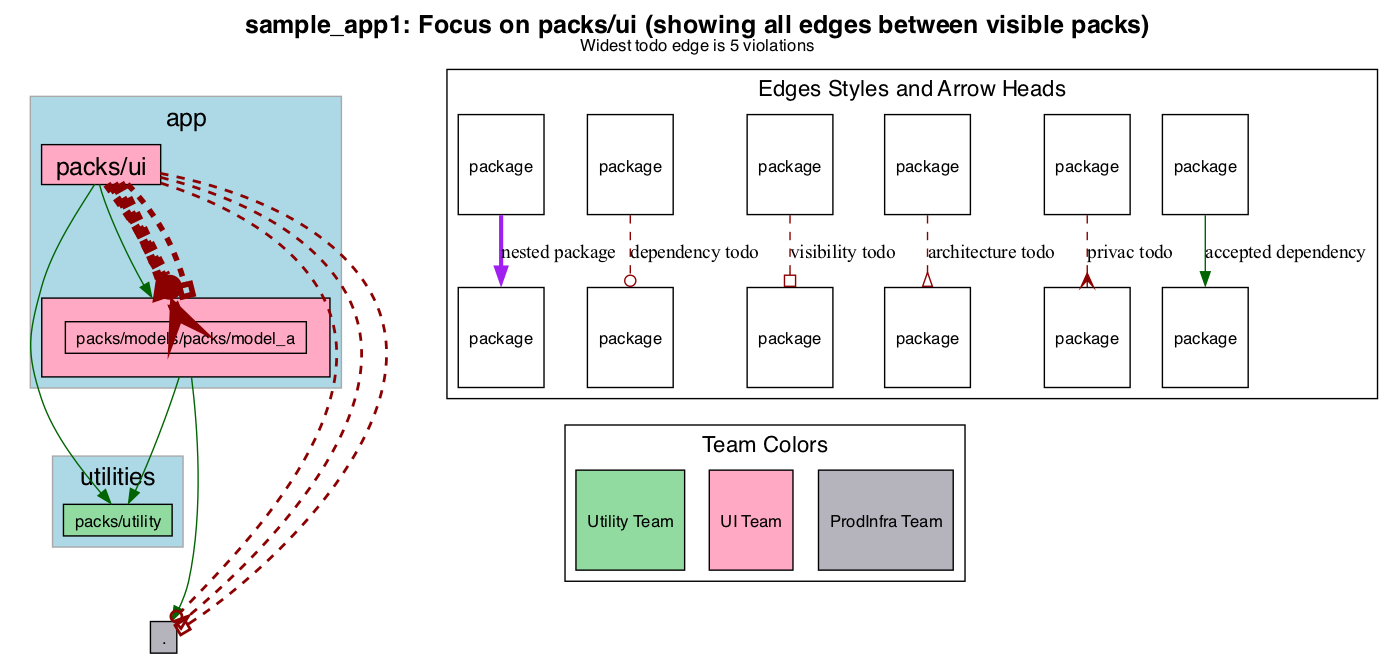 sample_app1: Focus on packs/ui (showing all edges between visible packs)
Widest todo edge is 5 violations
app
packs/ui
packs/models/packs/model_a
utilities
packs/utility
.
Edges Styles and Arrow Heads
package package package package package package
nested package dependency todo visibility todo architecture todo privac todo accepted dependency
package package package package package package
Team Colors
Utility Team UI Team ProdInfra Team